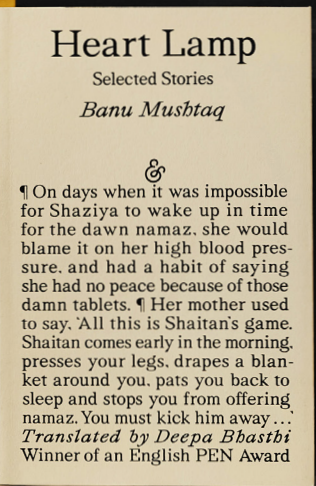 Heart Lamp
Selected Stories
Banu Mushtaq
&
¶ On days when it was impossible
for Shaziya to wake up in time
for the dawn namaz, she would
blame it on her high blood pres-
sure, and had a habit of saying
she had no peace because of those
damn tablets. ¶ Her mother used
to say, ‘All this is Shaitan’s game.
Shaitan comes early in the morning,
presses your legs, drapes a blan-
ket around you, pats you back to
sleep and stops you from offering
namaz. You must kick him away …’
Translated by Deepa Bhasthi
Winner of an English PEN Award